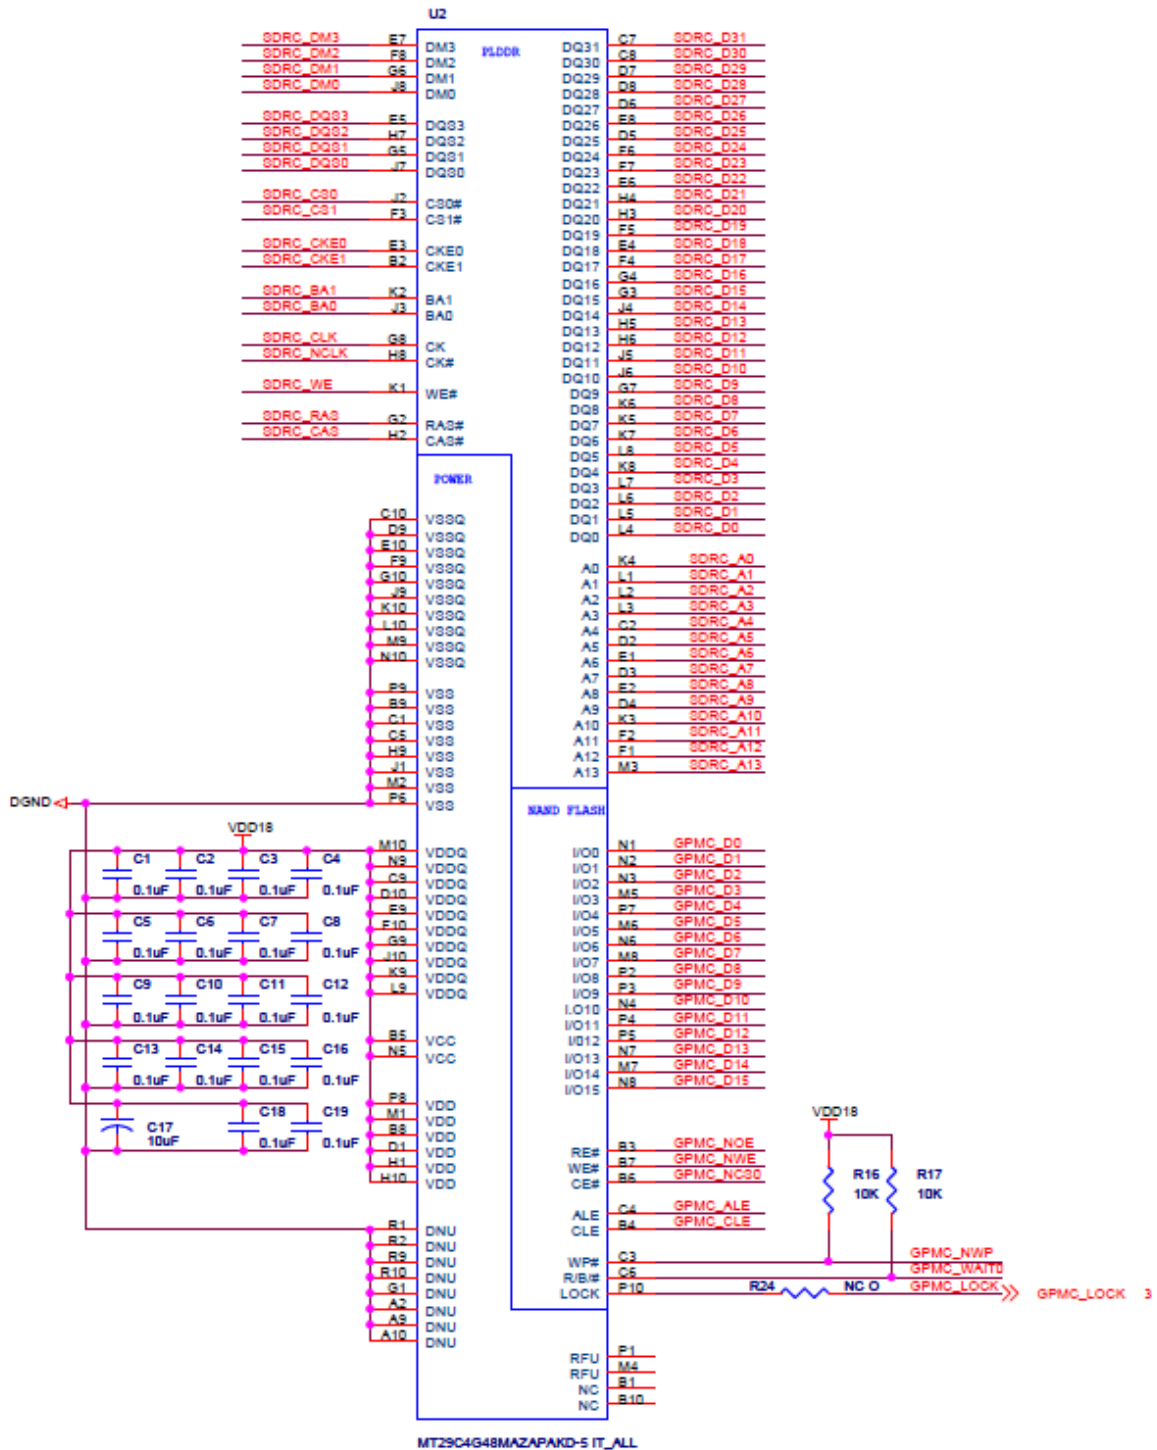 U2
SDRC_DM3 E7 DM3 PLDDR DQ31 C7 SDRC_D31
SDRC_DM2 F8 DM2 DQ30 C8 SDRC_D30
SDRC_DM1 G6 DM1 DQ29 D7 SDRC_D29
SDRC_DM0 J8 DM0 DQ28 D8 SDRC_D28
DQ27 D6 SDRC_D27
SDRC_DQS3 E5 DQS3 DQ26 E8 SDRC_D26
SDRC_DQS2 H7 DQS2 DQ25 D5 SDRC_D25
SDRC_DQS1 G5 DQS1 DQ24 F6 SDRC_D24
SDRC_DQS0 J7 DQS0 DQ23 F7 SDRC_D23
DQ22 E6 SDRC_D22
SDRC_CS0 J2 CS0# DQ21 H4 SDRC_D21
SDRC_CS1 F3 CS1# DQ20 H3 SDRC_D20
DQ19 F5 SDRC_D19
SDRC_CKE0 E3 CKE0 DQ18 E4 SDRC_D18
SDRC_CKE1 B2 CKE1 DQ17 F4 SDRC_D17
DQ16 G4 SDRC_D16
SDRC_BA1 K2 BA1 DQ15 G3 SDRC_D15
SDRC_BA0 J3 BA0 DQ14 J4 SDRC_D14
DQ13 H5 SDRC_D13
SDRC_CLK G8 CK DQ12 H6 SDRC_D12
SDRC_NCLK H8 CK# DQ11 J5 SDRC_D11
DQ10 J6 SDRC_D10
SDRC_WE K1 WE# DQ9 G7 SDRC_D9
DQ8 K6 SDRC_D8
SDRC_RAS G2 RAS# DQ7 K5 SDRC_D7
SDRC_CAS H2 CAS# DQ6 K7 SDRC_D6
DQ5 L8 SDRC_D5
DQ4 K8 SDRC_D4
POWER DQ3 L7 SDRC_D3
DQ2 L6 SDRC_D2
C10 VSSQ DQ1 L5 SDRC_D1
D9 VSSQ DQ0 L4 SDRC_D0
E10 VSSQ
F9 VSSQ A0 K4 SDRC_A0
G10 VSSQ A1 L1 SDRC_A1
J9 VSSQ A2 L2 SDRC_A2
K10 VSSQ A3 L3 SDRC_A3
L10 VSSQ A4 C2 SDRC_A4
M9 VSSQ A5 D2 SDRC_A5
N10 VSSQ A6 E1 SDRC_A6
A7 D3 SDRC_A7
P9 VSS A8 E2 SDRC_A8
B9 VSS A9 D4 SDRC_A9
C1 VSS A10 K3 SDRC_A10
C5 VSS A11 F2 SDRC_A11
H9 VSS A12 F1 SDRC_A12
J1 VSS A13 M3 SDRC_A13
M2 VSS
DGND P6 VSS NAND FLASH
VDD18
M10 VDDQ I/O0 N1 GPMC_D0
C1 C2 C3 C4 N9 VDDQ I/O1 N2 GPMC_D1
C9 VDDQ I/O2 N3 GPMC_D2
0.1uF 0.1uF 0.1uF 0.1uF D10 VDDQ I/O3 M5 GPMC_D3
E9 VDDQ I/O4 P7 GPMC_D4
C5 C6 C7 C8 F10 VDDQ I/O5 M6 GPMC_D5
G9 VDDQ I/O6 N6 GPMC_D6
0.1uF 0.1uF 0.1uF 0.1uF J10 VDDQ I/O7 M8 GPMC_D7
K9 VDDQ I/O8 P2 GPMC_D8
C9 C10 C11 C12 L9 VDDQ I/O9 P3 GPMC_D9
I.O10 N4 GPMC_D10
0.1uF 0.1uF 0.1uF 0.1uF I/O11 P4 GPMC_D11
B5 VCC I/012 P5 GPMC_D12
C13 C14 C15 C16 N5 VCC I/O13 N7 GPMC_D13
I/O14 M7 GPMC_D14
0.1uF 0.1uF 0.1uF 0.1uF I/O15 N8 GPMC_D15
P8 VDD
C17 C18 C19 M1 VDD VDD18
B8 VDD
10uF 0.1uF 0.1uF D1 VDD RE# B3 GPMC_NOE
H1 VDD WE# B7 GPMC_NWE
H10 VDD CE# B6 GPMC_NCS0 R16 R17
10K 10K
ALE C4 GPMC_ALE
R1 DNU CLE B4 GPMC_CLE
R2 DNU
R9 DNU WP# C3 GPMC_NWP
R10 DNU R/B/# C6 GPMC_WAIT0
G1 DNU LOCK P10 R24 NC O GPMC_LOCK GPMC_LOCK 3
A2 DNU
A9 DNU
A10 DNU
RFU P1
RFU M4
NC B1
NC B10
MT29C4G48MAZAPAKD-5 IT_ALL